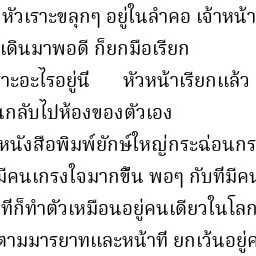 หัวเราะขลุกๆ อยู่ในลำคอ เจ้าหน้า
เดินมาพอดี ก็ยกมือเรียก
าะอะไรอยู่นี่ หัวหน้าเรียกแล้ว
นกลับไปห้องของตัวเอง
หนังสือพิมพ์ยักษ์ใหญ่กระฉ่อนกร
มีคนเกรงใจมากขึ้น พอๆ กับที่มีคน
ที่ก็ทำตัวเหมือนอยู่คนเดียวในโลก
ตามมารยาทและหน้าที่ ยกเว้นอยู่ค